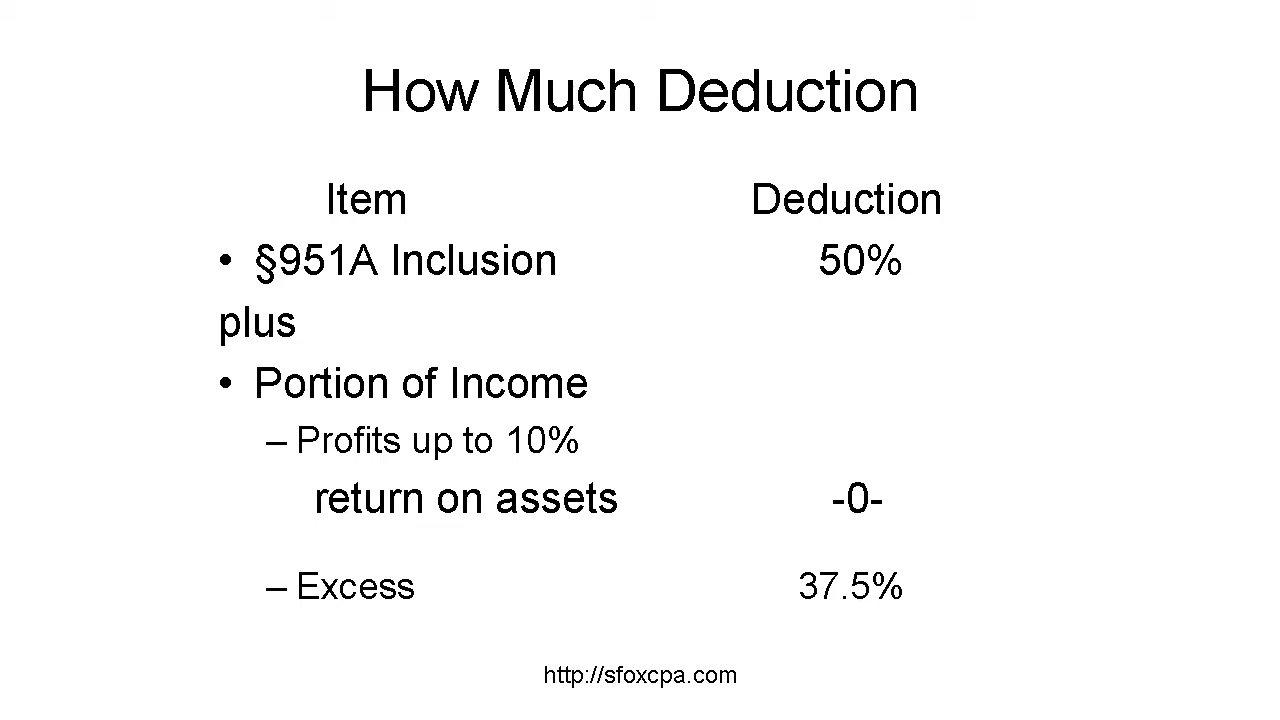 How Much Deduction
Item Deduction
• §951A Inclusion 50%
plus
• Portion of Income
– Profits up to 10%
return on assets -0-
– Excess 37.5%
http://sfoxcpa.com